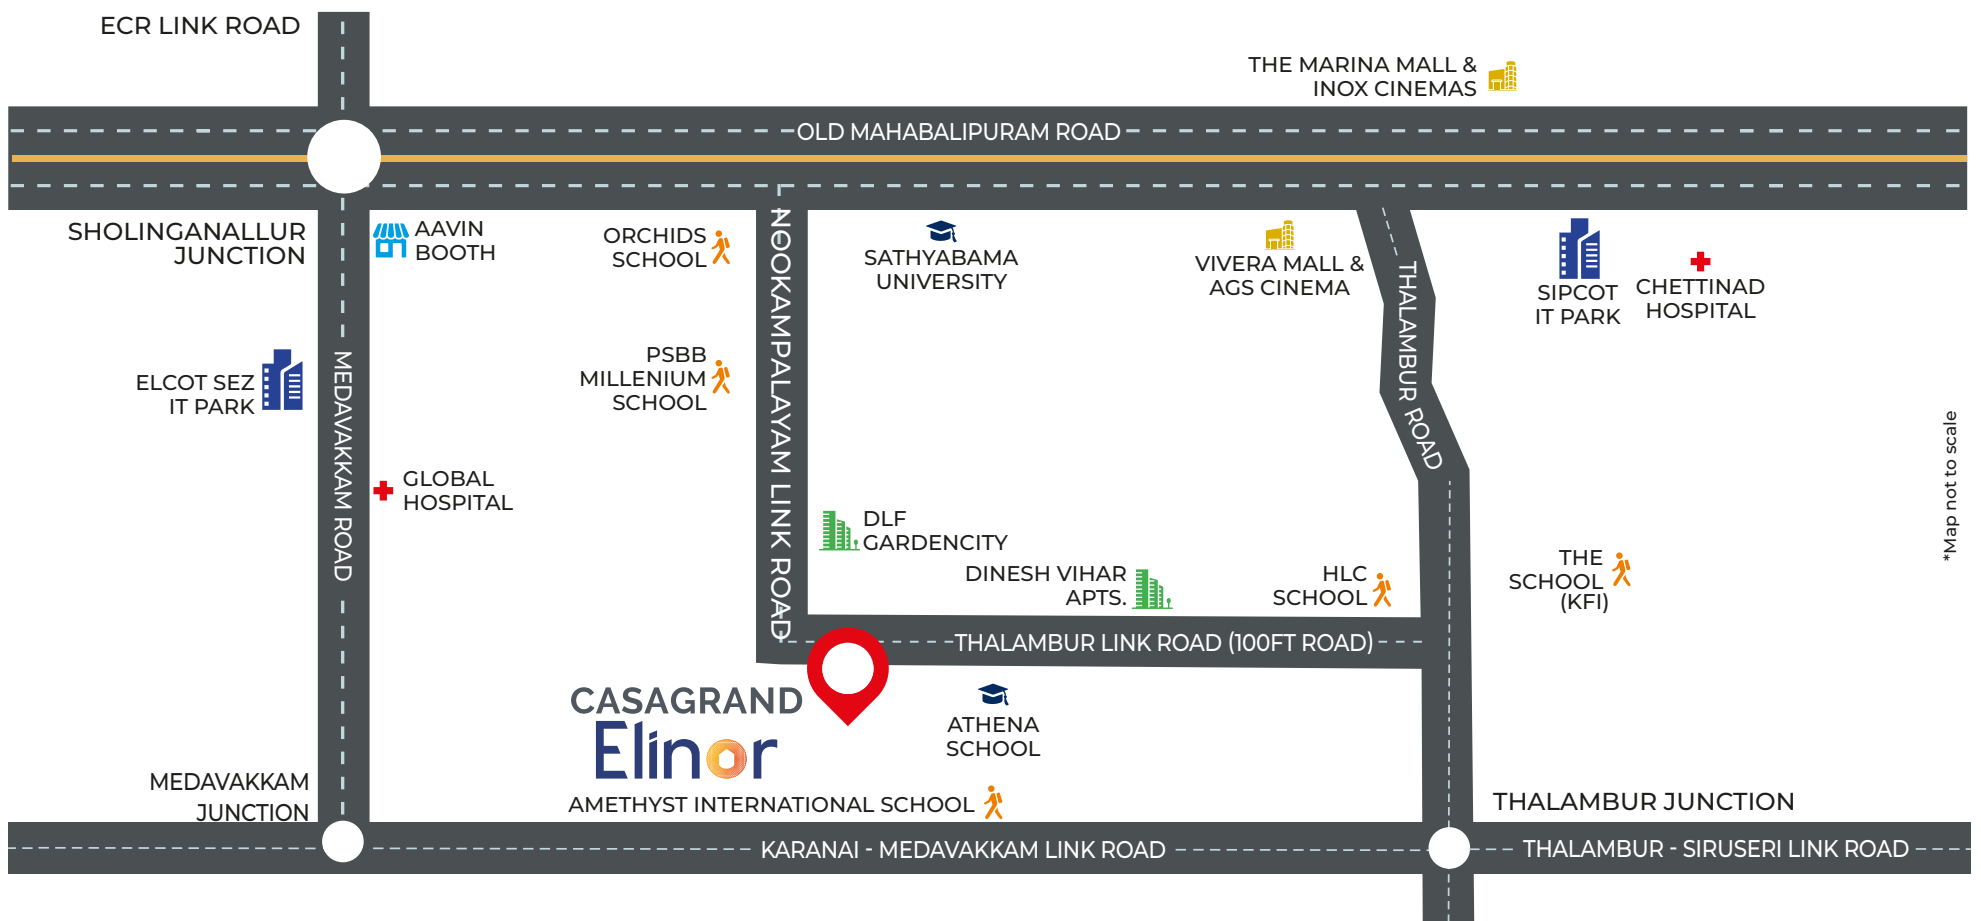 ECR LINK ROAD
THE MARINA MALL &
INOX CINEMAS
OLD MAHABALIPURAM ROAD
SHOLINGANALLUR
JUNCTION
AAVIN
BOOTH
ORCHIDS
SCHOOL
NOOKAMPALAYAM LINK ROAD
SATHYABAMA
UNIVERSITY
VIVERA MALL &
AGS CINEMA
THALAMBUR ROAD
SIPCOT
IT PARK
CHETTINAD
HOSPITAL
ELCOT SEZ
IT PARK
MEDAVAKKAM ROAD
PSBB
MILLENIUM
SCHOOL
GLOBAL
HOSPITAL
DLF
GARDENCITY
DINESH VIHAR
APTS.
HLC
SCHOOL
THE
SCHOOL
(KFI)
*Map not to scale
THALAMBUR LINK ROAD (100FT ROAD)
CASAGRAND
Elinor
ATHENA
SCHOOL
AMETHYST INTERNATIONAL SCHOOL
MEDAVAKKAM
JUNCTION
THALAMBUR JUNCTION
KARANAI - MEDAVAKKAM LINK ROAD
THALAMBUR - SIRUSERI LINK ROAD